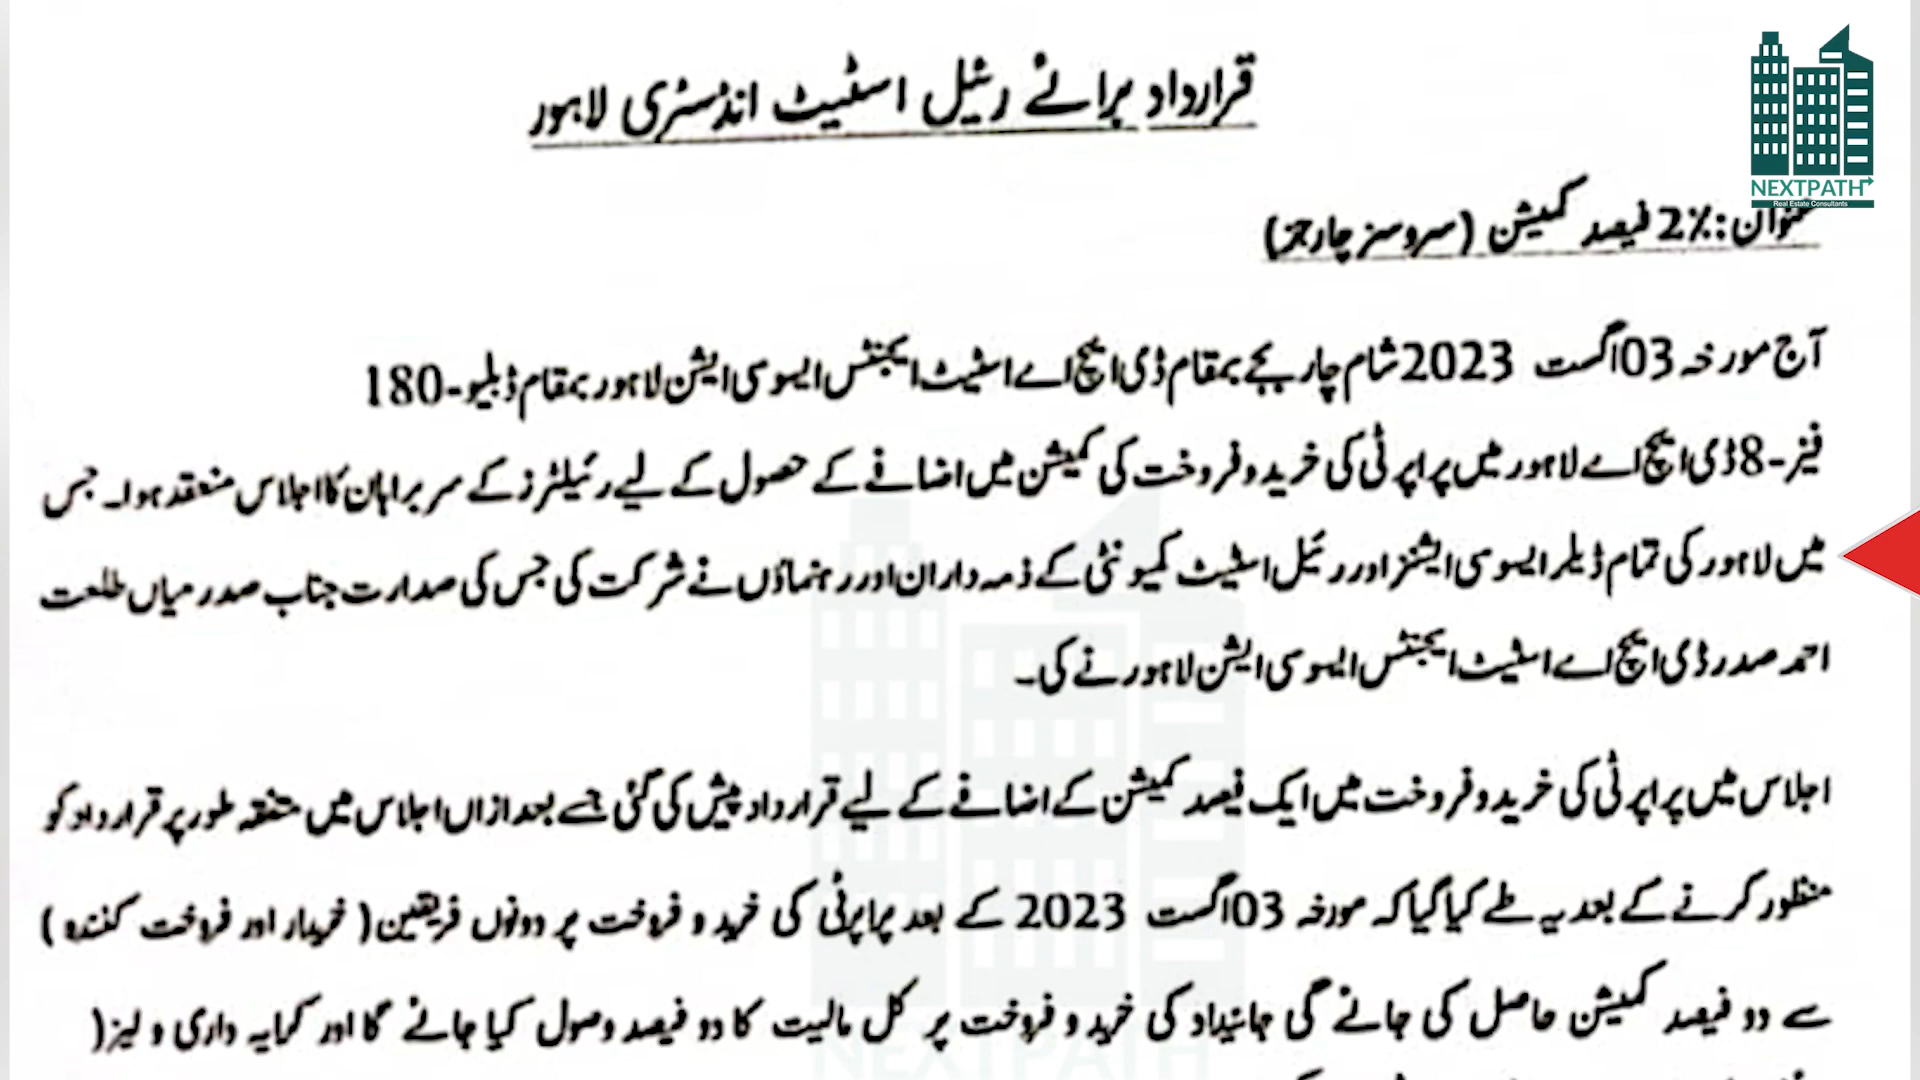 قرارداد برائے رئیل اسٹیٹ انڈسٹری لاہور
NEXTPATH
Real Estate Consultants
عنوان: :2% فیصد کمیشن (سروسز چارجز)
آج مورخہ 03اگست 2023 شام چار بجے بمقام ڈی ایچ اے اسٹیٹ ایجنٹس ایسوسی ایشن لاہور بمقام ڈبلیو-180
فیز-8 ڈی ایچ اے لاہور میں پراپرٹی کی خرید و فروخت کی کمیشن میں اضافے کے حصول کے لیے رئیلٹرز کے سربراہان کا اجلاس منعقد ہوا۔ جس
میں لاہور کی تمام ڈیلر ایسوسی ایشنز اور رئیل اسٹیٹ کمیونٹی کے ذمہ داران اور رہنماؤں نے شرکت کی جس کی صدارت جناب صدر میاں طلعت
احمد صدر ڈی ایچ اے اسٹیٹ ایجنٹس ایسوسی ایشن لاہور نے کی۔
اجلاس میں پراپرٹی کی خرید و فروخت میں ایک فیصد کمیشن کے اضافے کے لیے قرارداد پیش کی گئی جسے بعد ازاں اجلاس میں متفقہ طور پر قرارداد کو
منظور کرنے کے بعد یہ طے کیا گیا کہ مورخہ 03اگست 2023 کے بعد پراپرٹی کی خرید و فروخت پر دونوں فریقین ( خریدار اور فروخت کنندہ )
سے دو فیصد کمیشن حاصل کی جائے گی جائیداد کی خرید و فروخت پر کل مالیت کا دو فیصد وصول کیا جائے گا اور کرایہ داری و لیز(
NEXTPATH